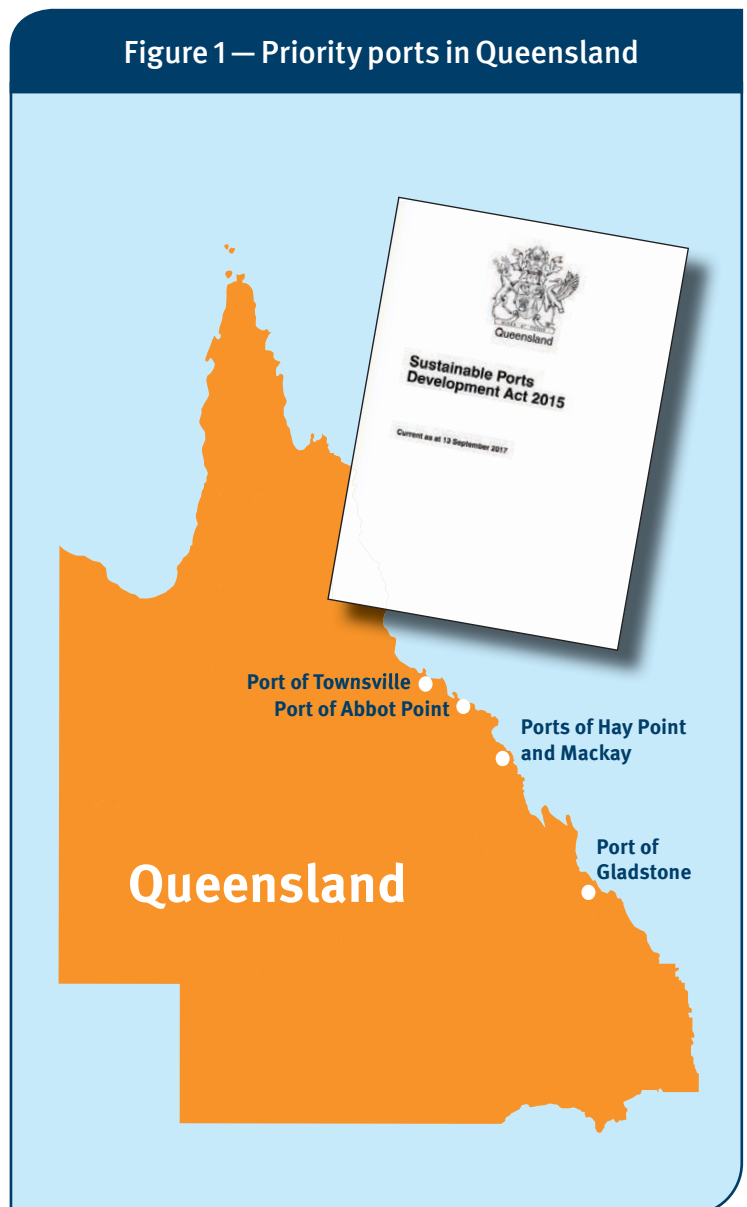 Figure 1 — Priority ports in Queensland
Queensland
Sustainable Ports
Development Act 2015
Current as at 13 September 2017
Port of Townsville
Port of Abbot Point
Ports of Hay Point
and Mackay
Port of
Gladstone
Queensland